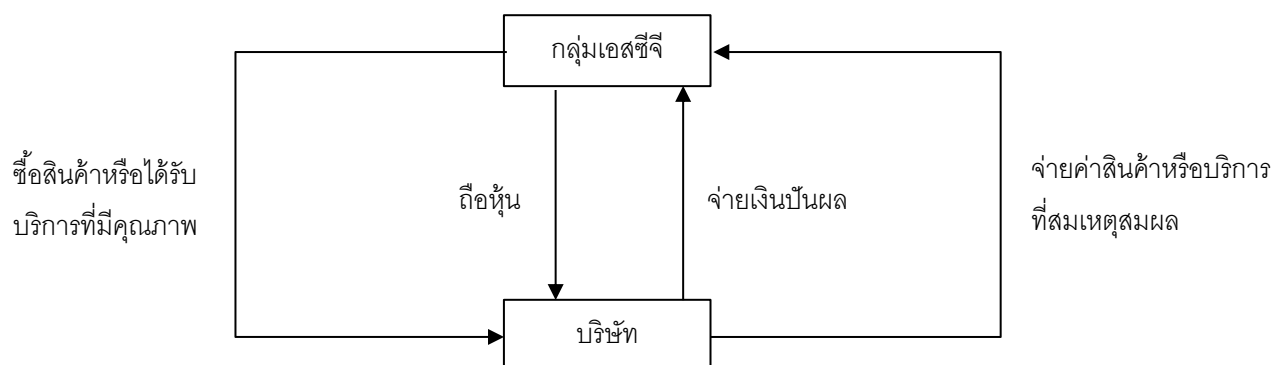 กลุ่มเอสซีจี
ซื้อสินค้าหรือได้รับ
บริการที่มีคุณภาพ
ถือหุ้น
จ่ายเงินปันผล
จ่ายค่าสินค้าหรือบริการ
ที่สมเหตุสมผล
บริษัท